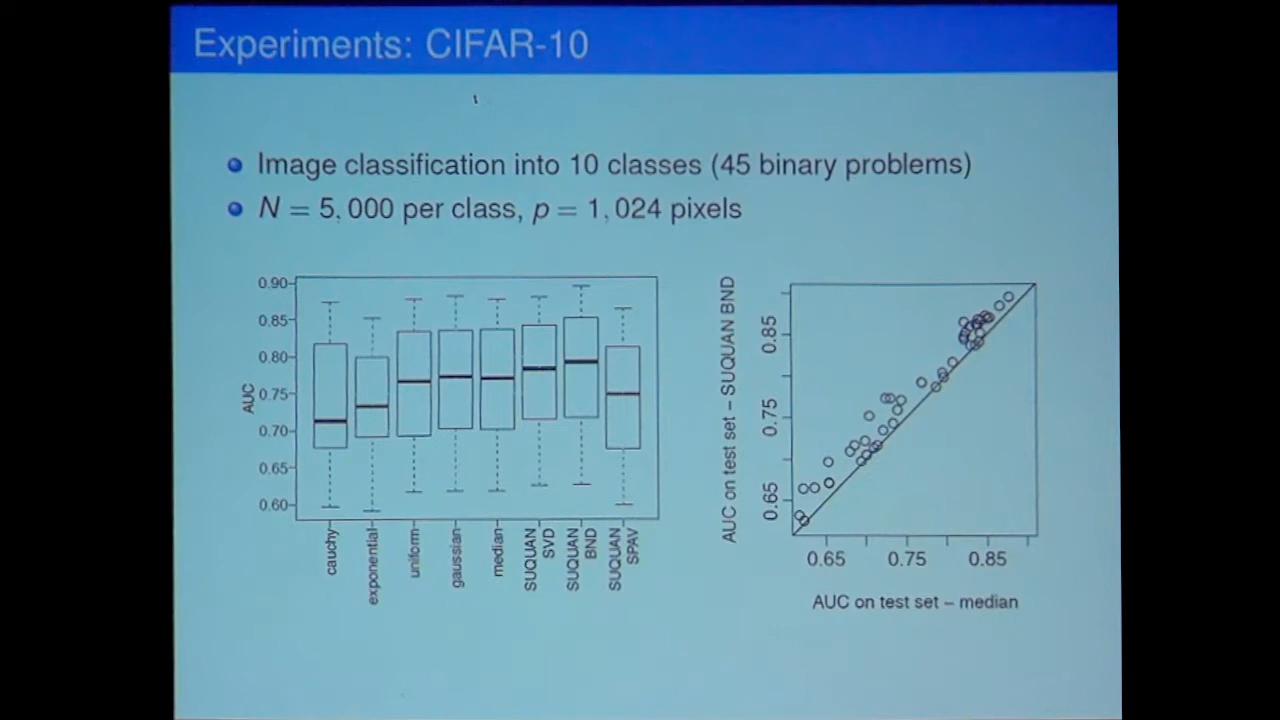 Experiments: CIFAR-10
Image classification into 10 classes (45 binary problems)
N = 5, 000 per class, p = 1, 024 pixels
0.90
0.85
0.80
0.75
0.70
0.65
0.60
AUC
cauchy
exponential
uniform
gaussian
median
SUQUAN
SVD
SUQUAN
BND
SUQUAN
SPAV
AUC on test set – SUQUAN BND
0.85
0.75
0.65
0.65 0.75 0.85
AUC on test set – median